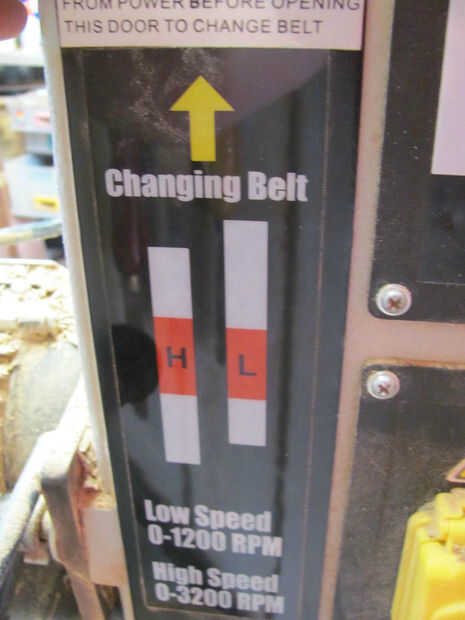 FROM POWER BEFORE OPENING
THIS DOOR TO CHANGE BELT
Changing Belt
H L
Low Speed
0-1200 RPM
High Speed
0-3200 RPM